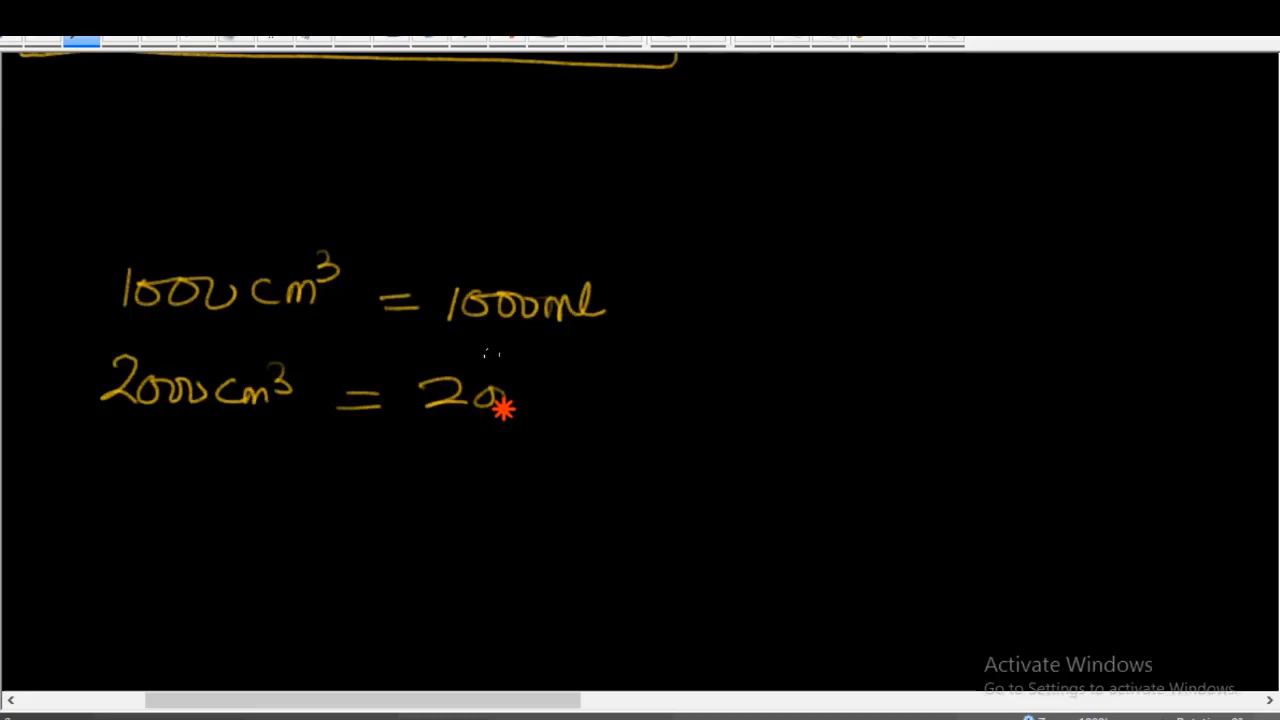 1000 cm³ = 1000ml
2000 cm³ = 20
Activate Windows
Go to Settings to activate Windows.